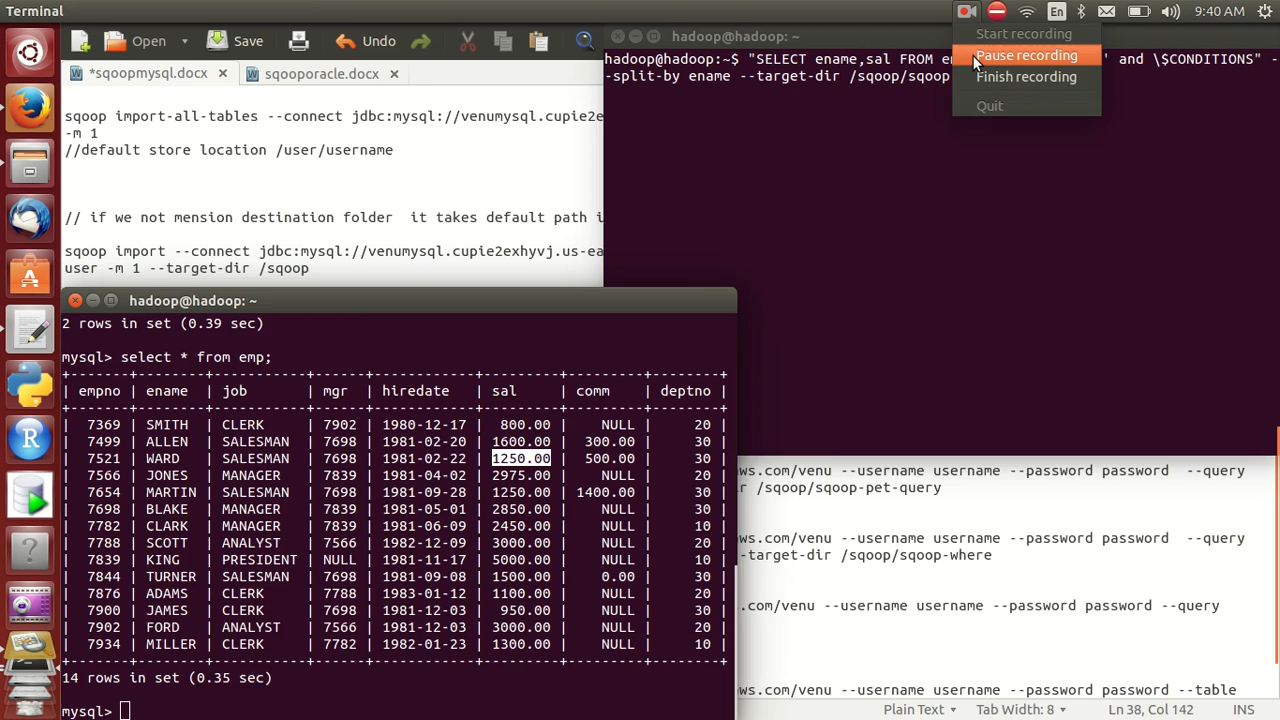 Terminal
En
9:40 AM
Open
Save
Undo
hadoop@hadoop: ~
Start recording
Pause recording
Finish recording
Quit
*sqoopmysql.docx
sqooporacle.docx
hadoop@hadoop:~$ "SELECT ename,sal FROM e ' and \$CONDITIONS" -
-split-by ename --target-dir /sqoop/sqoop
sqoop import-all-tables --connect jdbc:mysql://venumysql.cupie2e
-m 1
//default store location /user/username
// if we not mension destination folder  it takes default path i
sqoop import --connect jdbc:mysql://venumysql.cupie2exhyvj.us-ea
user -m 1 --target-dir /sqoop
hadoop@hadoop: ~
2 rows in set (0.39 sec)
mysql> select * from emp;
+-------+--------+-----------+------+------------+---------+---------+--------+
| empno | ename  | job       | mgr  | hiredate   | sal     | comm    | deptno |
+-------+--------+-----------+------+------------+---------+---------+--------+
|  7369 | SMITH  | CLERK     | 7902 | 1980-12-17 |  800.00 |    NULL |     20 |
|  7499 | ALLEN  | SALESMAN  | 7698 | 1981-02-20 | 1600.00 |  300.00 |     30 |
|  7521 | WARD   | SALESMAN  | 7698 | 1981-02-22 | 1250.00 |  500.00 |     30 |
|  7566 | JONES  | MANAGER   | 7839 | 1981-04-02 | 2975.00 |    NULL |     20 |
|  7654 | MARTIN | SALESMAN  | 7698 | 1981-09-28 | 1250.00 | 1400.00 |     30 |
|  7698 | BLAKE  | MANAGER   | 7839 | 1981-05-01 | 2850.00 |    NULL |     30 |
|  7782 | CLARK  | MANAGER   | 7839 | 1981-06-09 | 2450.00 |    NULL |     10 |
|  7788 | SCOTT  | ANALYST   | 7566 | 1982-12-09 | 3000.00 |    NULL |     20 |
|  7839 | KING   | PRESIDENT | NULL | 1981-11-17 | 5000.00 |    NULL |     10 |
|  7844 | TURNER | SALESMAN  | 7698 | 1981-09-08 | 1500.00 |    0.00 |     30 |
|  7876 | ADAMS  | CLERK     | 7788 | 1983-01-12 | 1100.00 |    NULL |     20 |
|  7900 | JAMES  | CLERK     | 7698 | 1981-12-03 |  950.00 |    NULL |     30 |
|  7902 | FORD   | ANALYST   | 7566 | 1981-12-03 | 3000.00 |    NULL |     20 |
|  7934 | MILLER | CLERK     | 7782 | 1982-01-23 | 1300.00 |    NULL |     10 |
+-------+--------+-----------+------+------------+---------+---------+--------+
14 rows in set (0.35 sec)
mysql>
aws.com/venu --username username --password password  --query
ir /sqoop/sqoop-pet-query
aws.com/venu --username username --password password  --query
-target-dir /sqoop/sqoop-where
ws.com/venu --username username --password password --query
aws.com/venu --username username --password password --table
Plain Text
Tab Width: 8
Ln 38, Col 142
INS